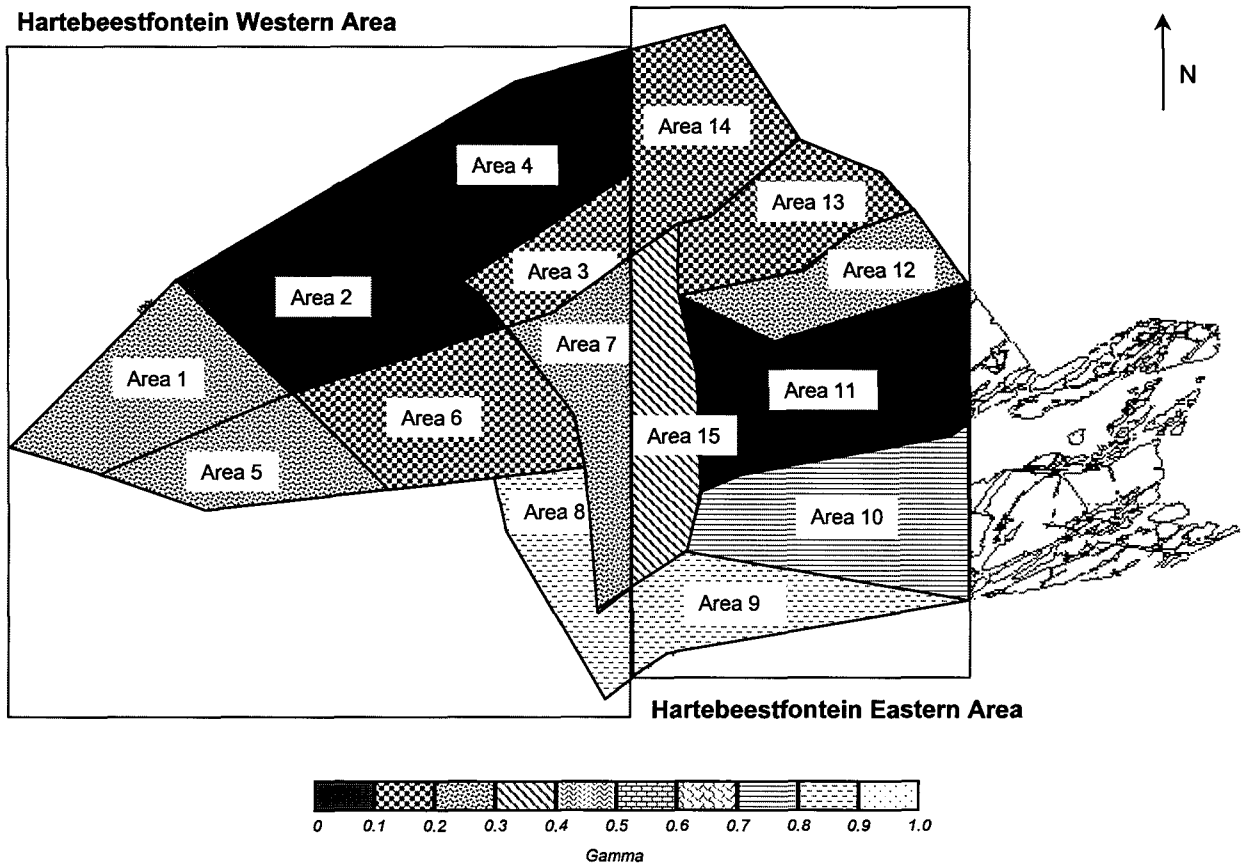 Hartebeestfontein Western Area
N
Area 14
Area 4
Area 13
Area 3
Area 12
Area 2
Area 7
Area 1
Area 11
Area 6
Area 15
Area 5
Area 8
Area 10
Area 9
Hartebeestfontein Eastern Area
0 0.1 0.2 0.3 0.4 0.5 0.6 0.7 0.8 0.9 1.0
Gamma